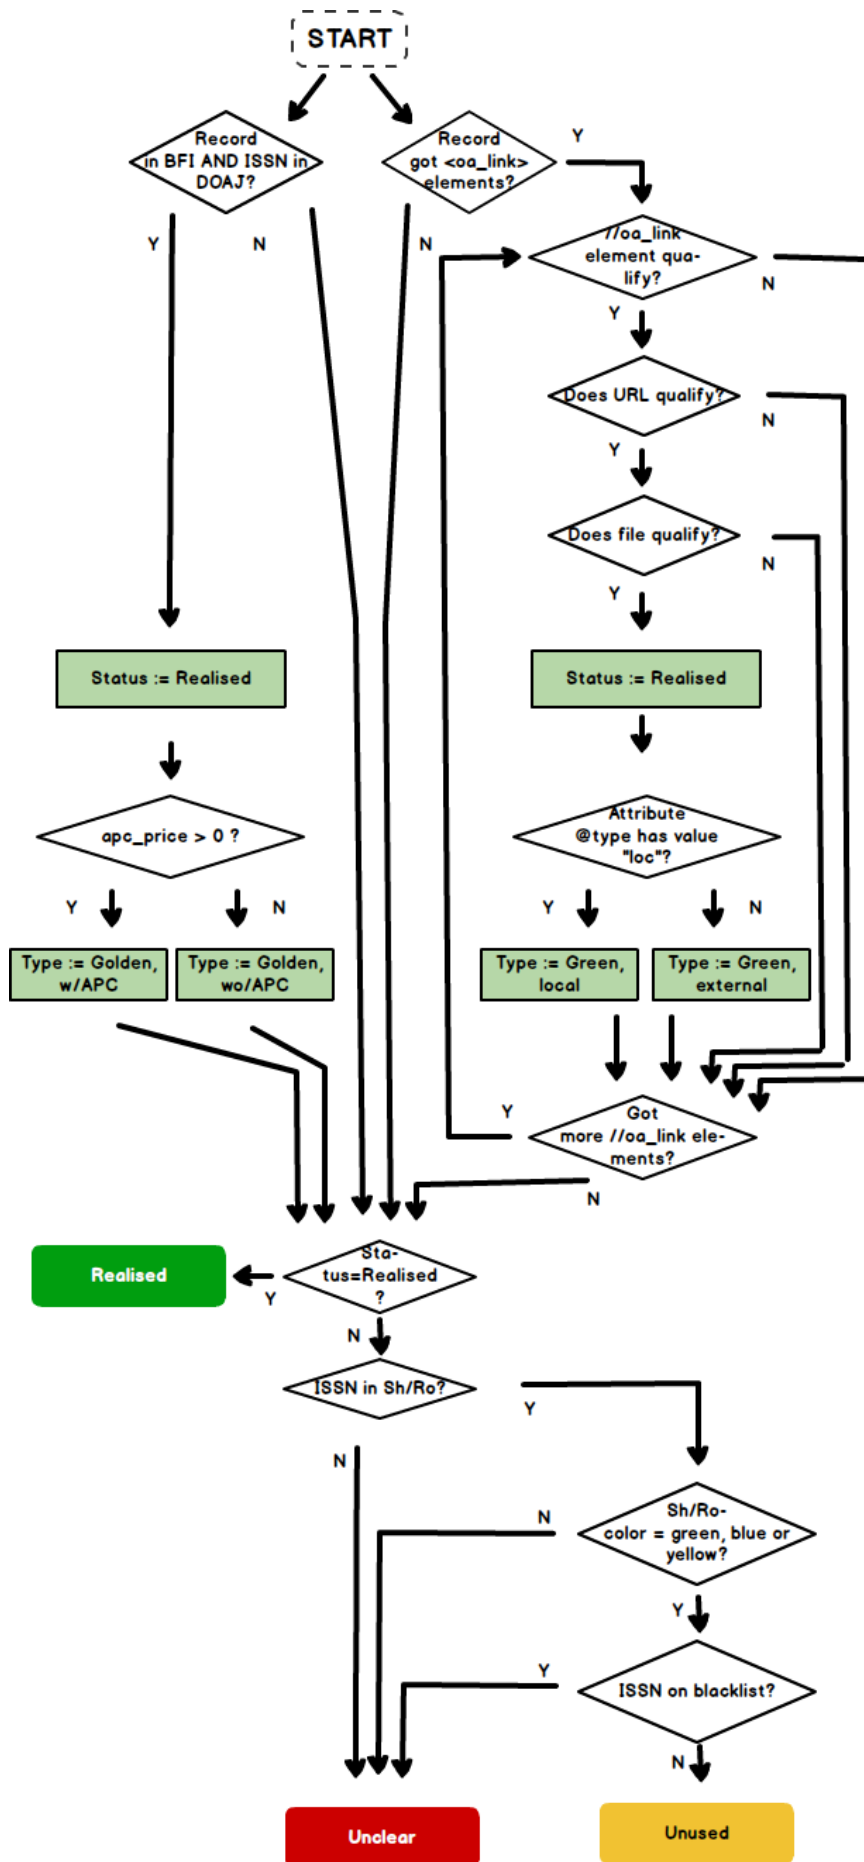 START
Record
in BFI AND ISSN in
DOAJ?
Record
got <oa_link>
elements?
Y
Y
N
N
//oa_link
element qua-
lify?
N
Y
Does URL qualify?
N
Y
Does file qualify?
N
Y
Status := Realised
Status := Realised
apc_price > 0 ?
Attribute
@type has value
"loc"?
Y
N
Y
N
Type := Golden,
w/APC
Type := Golden,
wo/APC
Type := Green,
local
Type := Green,
external
Y
Got
more //oa_link ele-
ments?
N
Realised
Y
Sta-
tus=Realised
?
N
ISSN in Sh/Ro?
Y
N
N
Sh/Ro-
color = green, blue or
yellow?
Y
Y
ISSN on blacklist?
N
Unclear
Unused